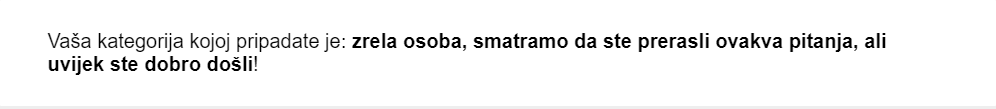 Vaša kategorija kojoj pripadate je: zrela osoba, smatramo da ste prerasli ovakva pitanja, ali
uvijek ste dobro došli!